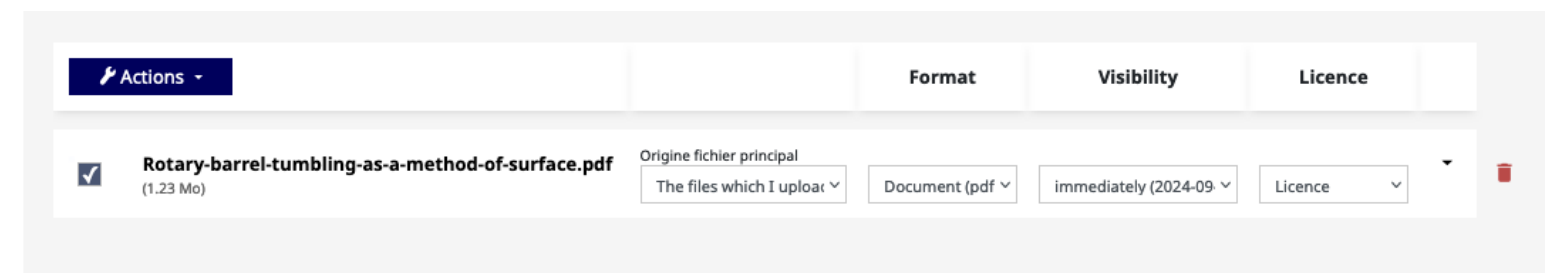 Actions
Format
Visibility
Licence
Rotary-barrel-tumbling-as-a-method-of-surface.pdf
(1.23 Mo)
Origine fichier principal
The files which I uploac
Document (pdf
immediately (2024-09-
Licence